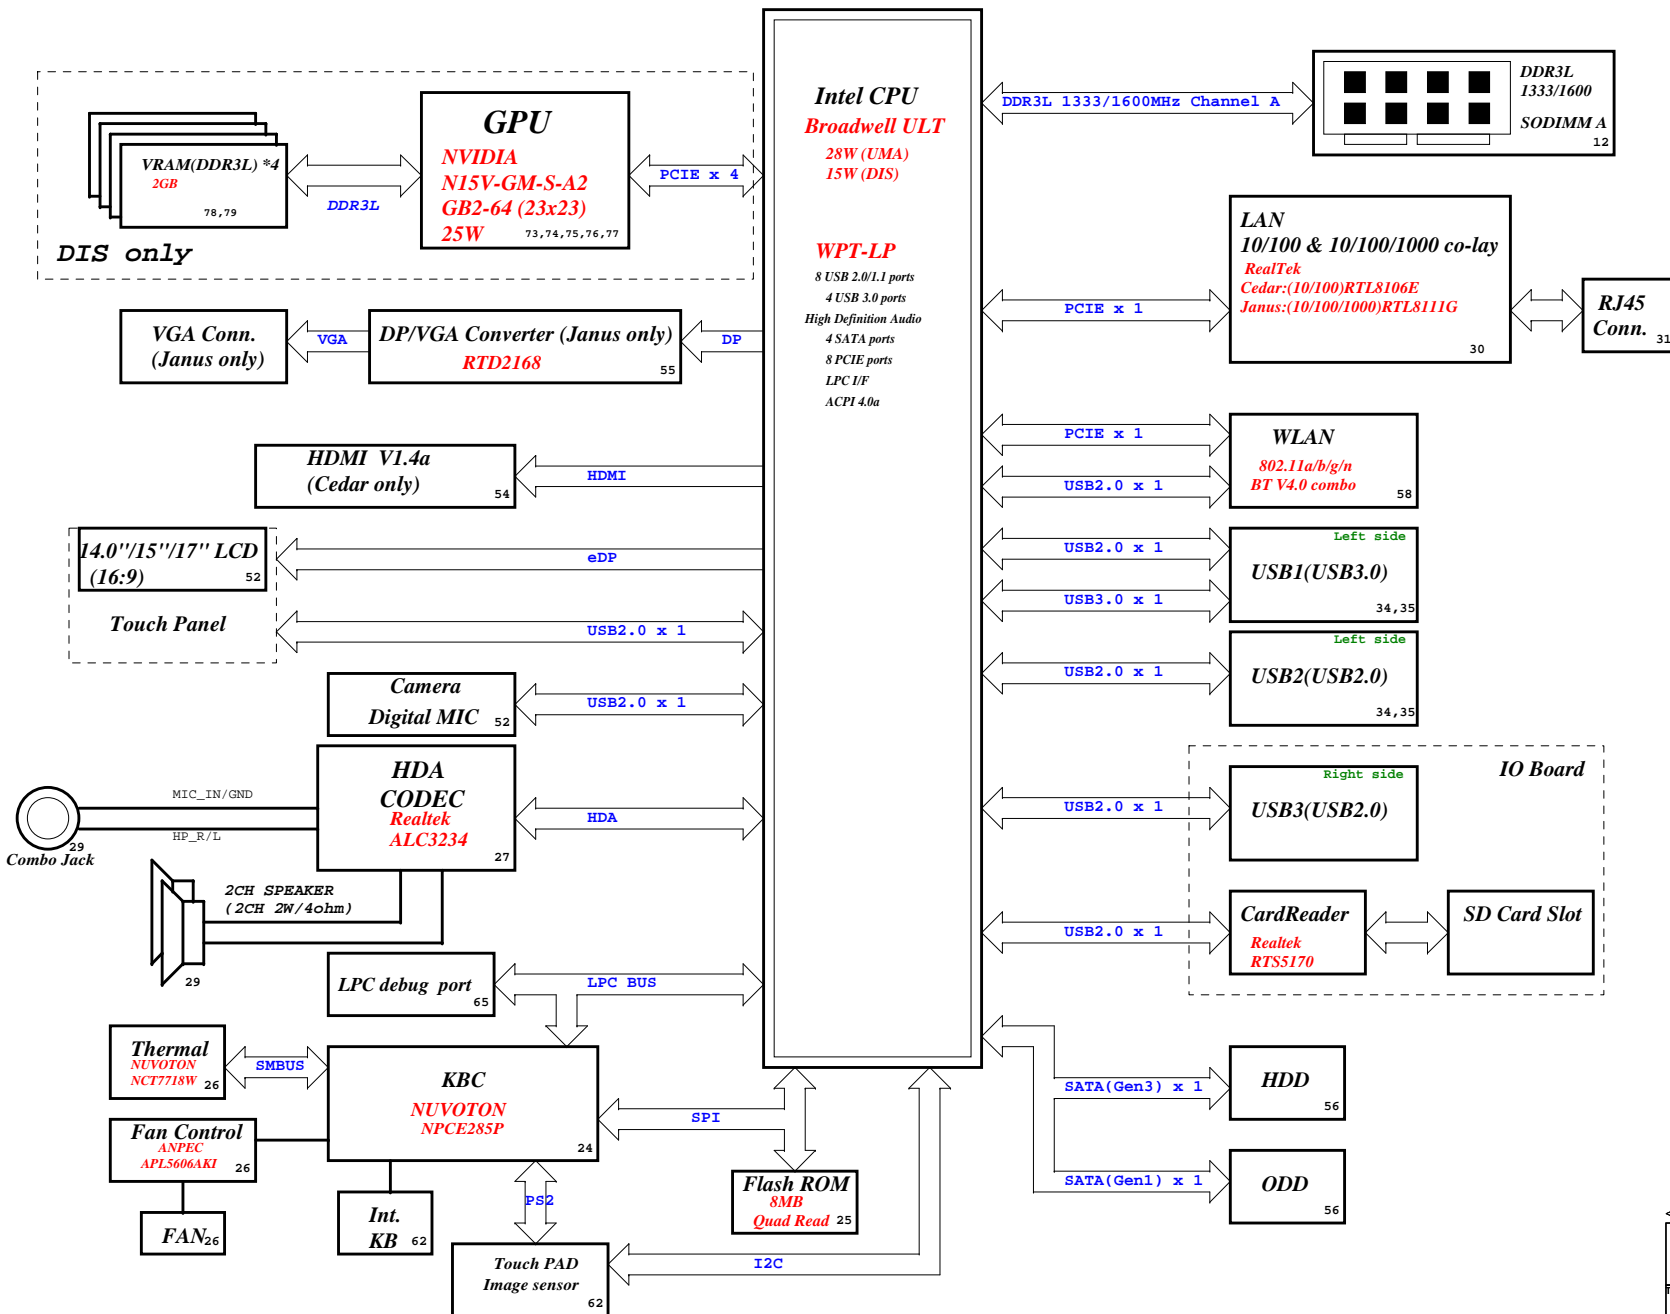 Intel CPU
Broadwell ULT
28W (UMA)
15W (DIS)
WPT-LP
8 USB 2.0/1.1 ports
4 USB 3.0 ports
High Definition Audio
4 SATA ports
8 PCIE ports
LPC I/F
ACPI 4.0a
VRAM(DDR3L) *4
2GB
78,79
DDR3L
GPU
NVIDIA
N15V-GM-S-A2
GB2-64 (23x23)
25W
73,74,75,76,77
PCIE x 4
DIS only
VGA Conn.
(Janus only)
VGA
DP/VGA Converter (Janus only)
RTD2168
55
DP
HDMI V1.4a
(Cedar only)
54
HDMI
14.0"/15"/17" LCD
(16:9)
52
eDP
Touch Panel
USB2.0 x 1
Camera
Digital MIC
52
USB2.0 x 1
HDA
CODEC
Realtek
ALC3234
27
HDA
MIC_IN/GND
HP_R/L
29
Combo Jack
2CH SPEAKER
(2CH 2W/4ohm)
29
LPC debug port
65
LPC BUS
Thermal
NUVOTON
NCT7718W
26
SMBUS
KBC
NUVOTON
NPCE285P
24
SPI
Fan Control
ANPEC
APL5606AKI
26
FAN
26
Int.
KB
62
PS2
Touch PAD
Image sensor
62
I2C
Flash ROM
8MB
Quad Read
25
DDR3L 1333/1600MHz Channel A
DDR3L
1333/1600
SODIMM A
12
PCIE x 1
LAN
10/100 & 10/100/1000 co-lay
RealTek
Cedar:(10/100)RTL8106E
Janus:(10/100/1000)RTL8111G
30
RJ45
Conn.
31
PCIE x 1
USB2.0 x 1
WLAN
802.11a/b/g/n
BT V4.0 combo
58
USB2.0 x 1
USB3.0 x 1
Left side
USB1(USB3.0)
34,35
USB2.0 x 1
Left side
USB2(USB2.0)
34,35
IO Board
USB2.0 x 1
Right side
USB3(USB2.0)
USB2.0 x 1
CardReader
Realtek
RTS5170
SD Card Slot
SATA(Gen3) x 1
HDD
56
SATA(Gen1) x 1
ODD
56